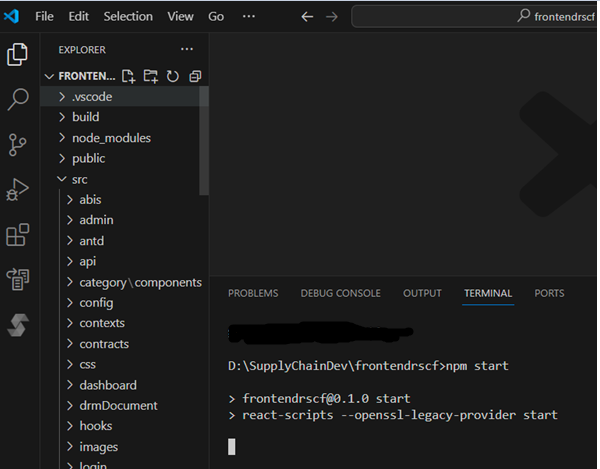 File Edit Selection View Go ...
frontendrscf
EXPLORER ...
FRONTEN...
.vscode
build
node_modules
public
src
abis
admin
antd
api
category\components
config
contexts
contracts
css
dashboard
drmDocument
hooks
images
login
PROBLEMS DEBUG CONSOLE OUTPUT TERMINAL PORTS
D:\SupplyChainDev\frontendrscf>npm start
> frontendrscf@0.1.0 start
> react-scripts --openssl-legacy-provider start